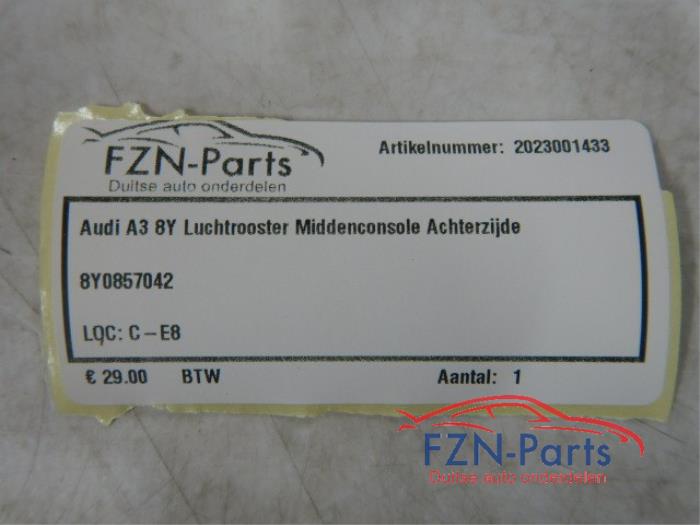 FZN-Parts
Duitse auto onderdelen
Artikelnummer: 2023001433
Audi A3 8Y Luchtrooster Middenconsole Achterzijde
8Y0857042
LOC: C-E8
€ 29.00 BTW Aantal: 1
FZN-Parts
Duitse auto onderdelen